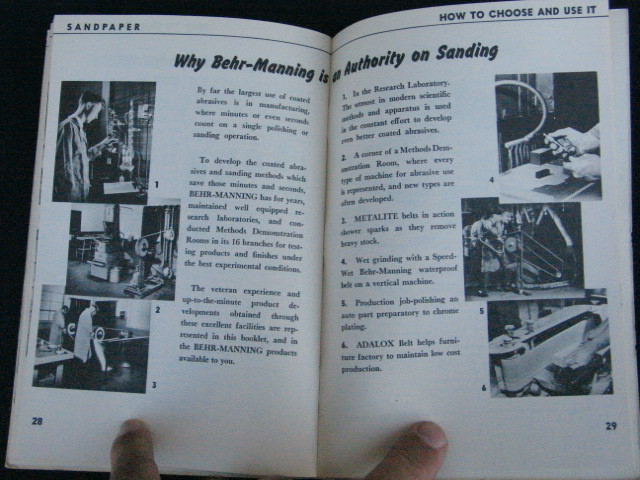 SANDPAPER
HOW TO CHOOSE AND USE IT
Why Behr-Manning is an Authority on Sanding
By far the largest use of coated
abrasives is in manufacturing,
where minutes or even seconds
count on a single polishing or
sanding operation.
To develop the coated abra-
sives and sanding methods which
save those minutes and seconds,
BEHR-MANNING has for years,
maintained well equipped re-
search laboratories, and con-
ducted Methods Demonstration
Rooms in its 16 branches for test-
ing products and finishes under
the best experimental conditions.
The veteran experience and
up-to-the-minute product de-
velopments obtained through
these excellent facilities are rep-
resented in this booklet, and in
the BEHR-MANNING products
available to you.
1
2
3
28
1. In the Research Laboratory.
The utmost in modern scientific
methods and apparatus is used
in the constant effort to develop
even better coated abrasives.
2. A corner of a Methods Dem-
onstration Room, where every
type of machine for abrasive use
is represented, and new types are
often developed.
3. METALITE belts in action
shower sparks as they remove
heavy stock.
4. Wet grinding with a Speed-
Wet Behr-Manning waterproof
belt on a vertical machine.
5. Production job-polishing an
auto part preparatory to chrome
plating.
6. ADALOX Belt helps furni-
ture factory to maintain low cost
production.
4
5
6
29